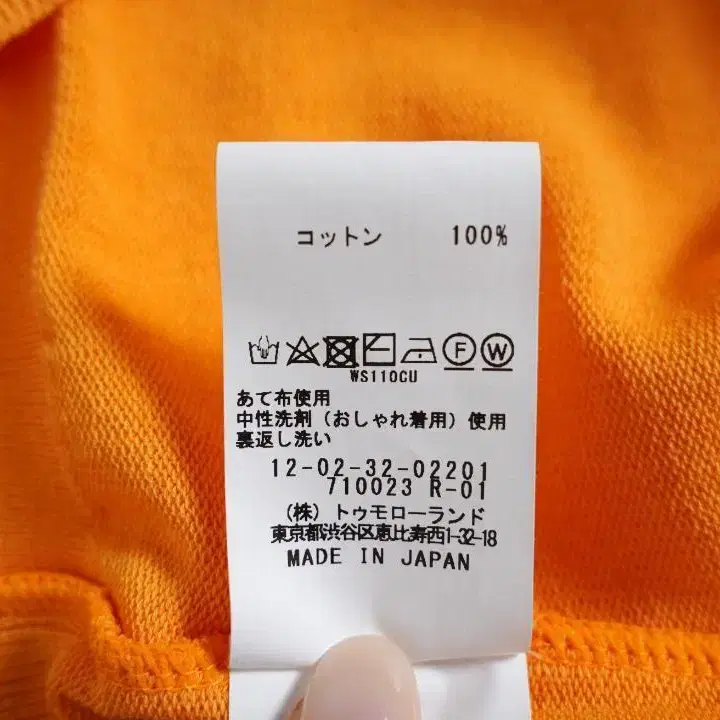 コットン 100%
F W
WS110CU
あて布使用
中性洗剤（おしゃれ着用）使用
裏返し洗い
12-02-32-02201
710023 R-01
（株）トゥモローランド
東京都渋谷区恵比寿西1-32-18
MADE IN JAPAN